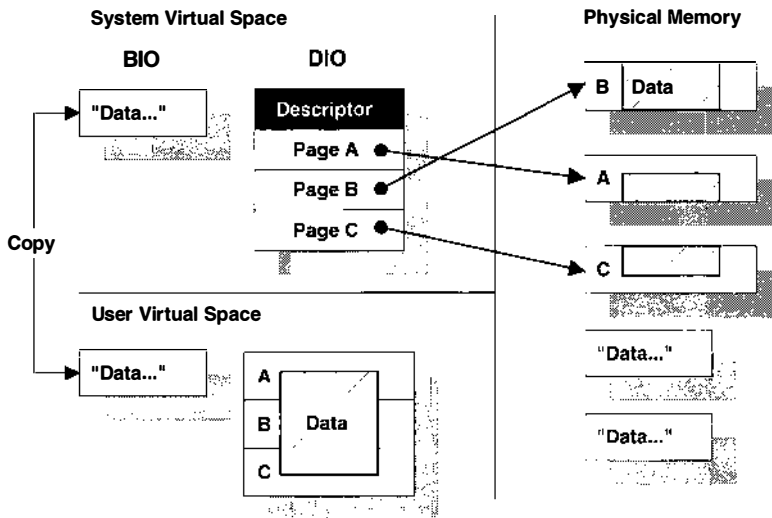 System Virtual Space
BIO
DIO
"Data..."
Descriptor
Page A
Page B
Page C
Copy
User Virtual Space
"Data..."
A
B
C
Data
Physical Memory
B
Data
A
C
"Data..."
"Data..."